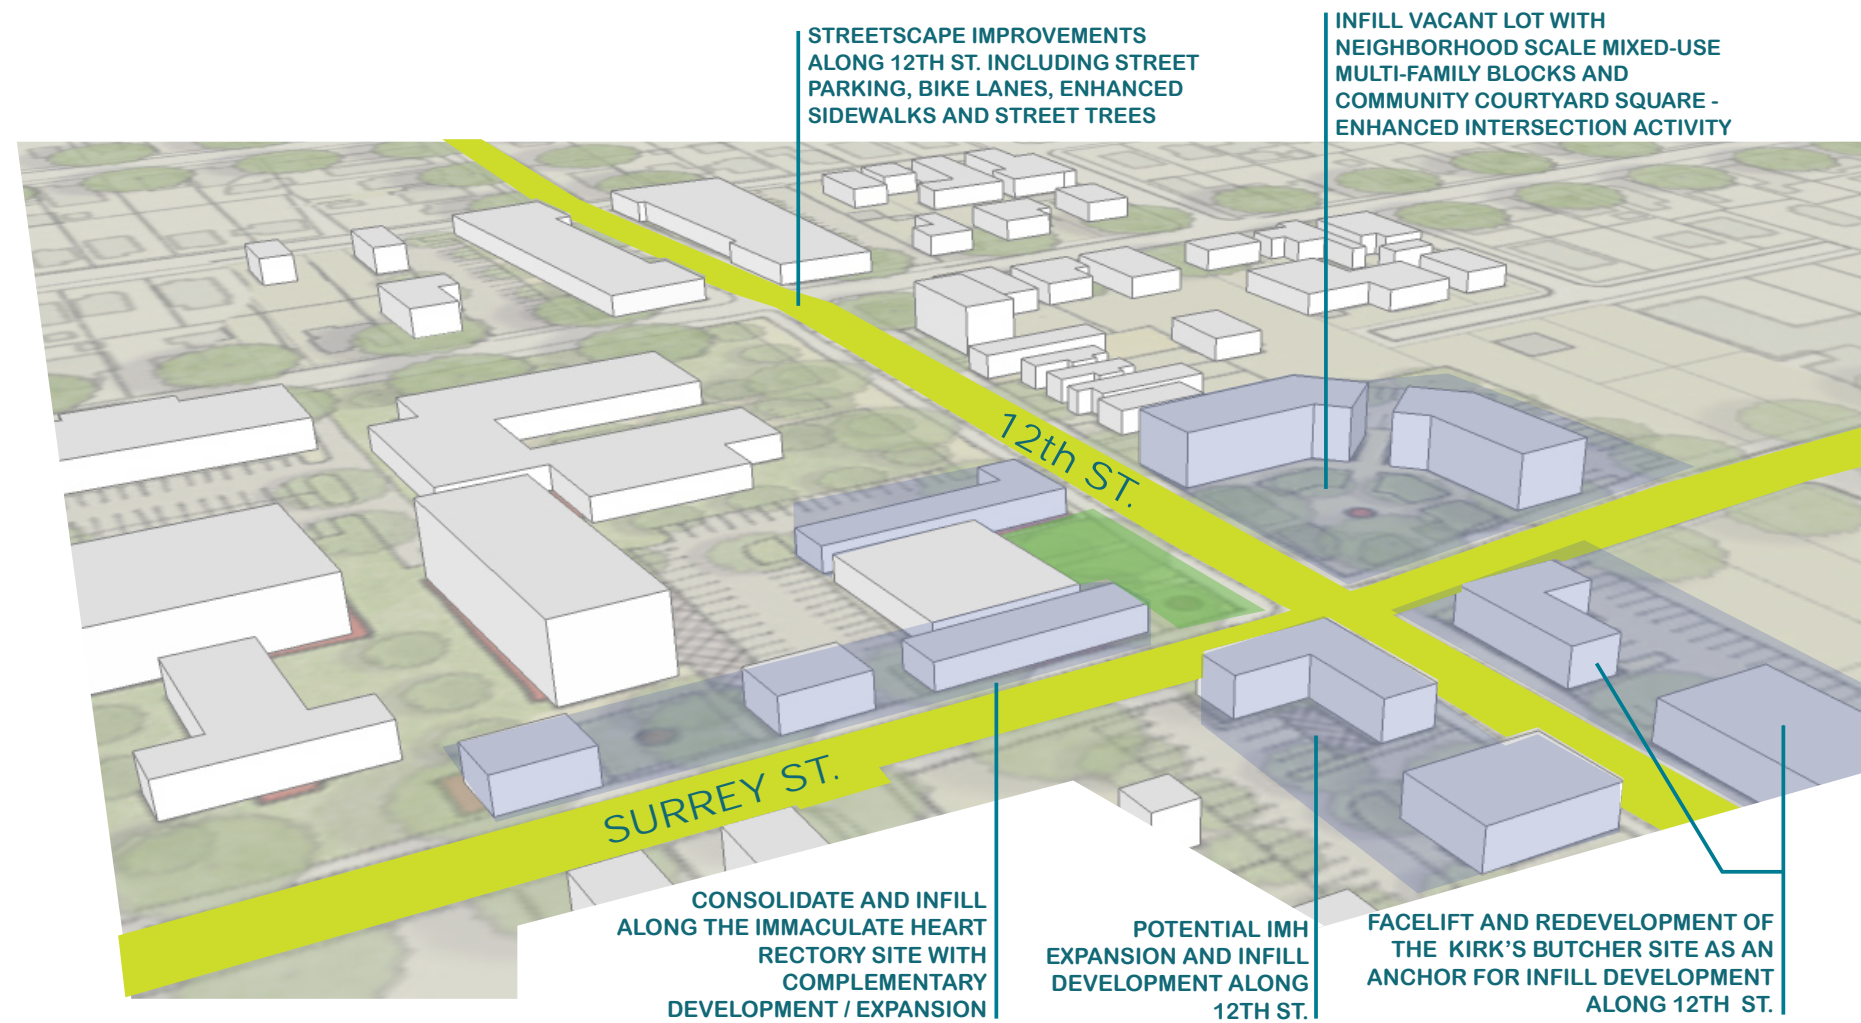 STREETSCAPE IMPROVEMENTS
ALONG 12TH ST. INCLUDING STREET
PARKING, BIKE LANES, ENHANCED
SIDEWALKS AND STREET TREES
INFILL VACANT LOT WITH
NEIGHBORHOOD SCALE MIXED-USE
MULTI-FAMILY BLOCKS AND
COMMUNITY COURTYARD SQUARE -
ENHANCED INTERSECTION ACTIVITY
12th ST.
SURREY ST.
CONSOLIDATE AND INFILL
ALONG THE IMMACULATE HEART
RECTORY SITE WITH
COMPLEMENTARY
DEVELOPMENT / EXPANSION
POTENTIAL IMH
EXPANSION AND INFILL
DEVELOPMENT ALONG
12TH ST.
FACELIFT AND REDEVELOPMENT OF
THE KIRK'S BUTCHER SITE AS AN
ANCHOR FOR INFILL DEVELOPMENT
ALONG 12TH ST.